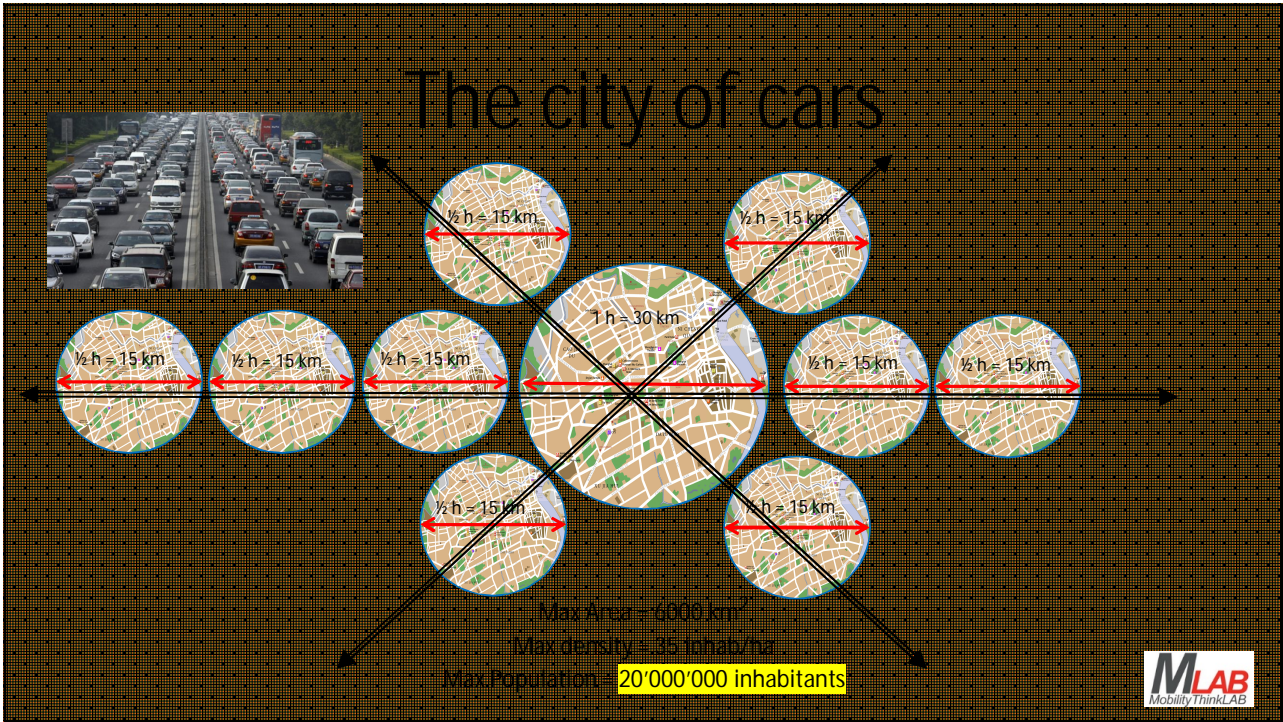 The city of cars
½ h = 15 km
½ h = 15 km
1 h = 30 km
½ h = 15 km
½ h = 15 km
½ h = 15 km
½ h = 15 km
½ h = 15 km
½ h = 15 km
½ h = 15 km
Max Area = 6000 km²
Max density = 35 inhab/ha
Max Population = 20’000’000 inhabitants
MLAB
MobilityThinkLAB